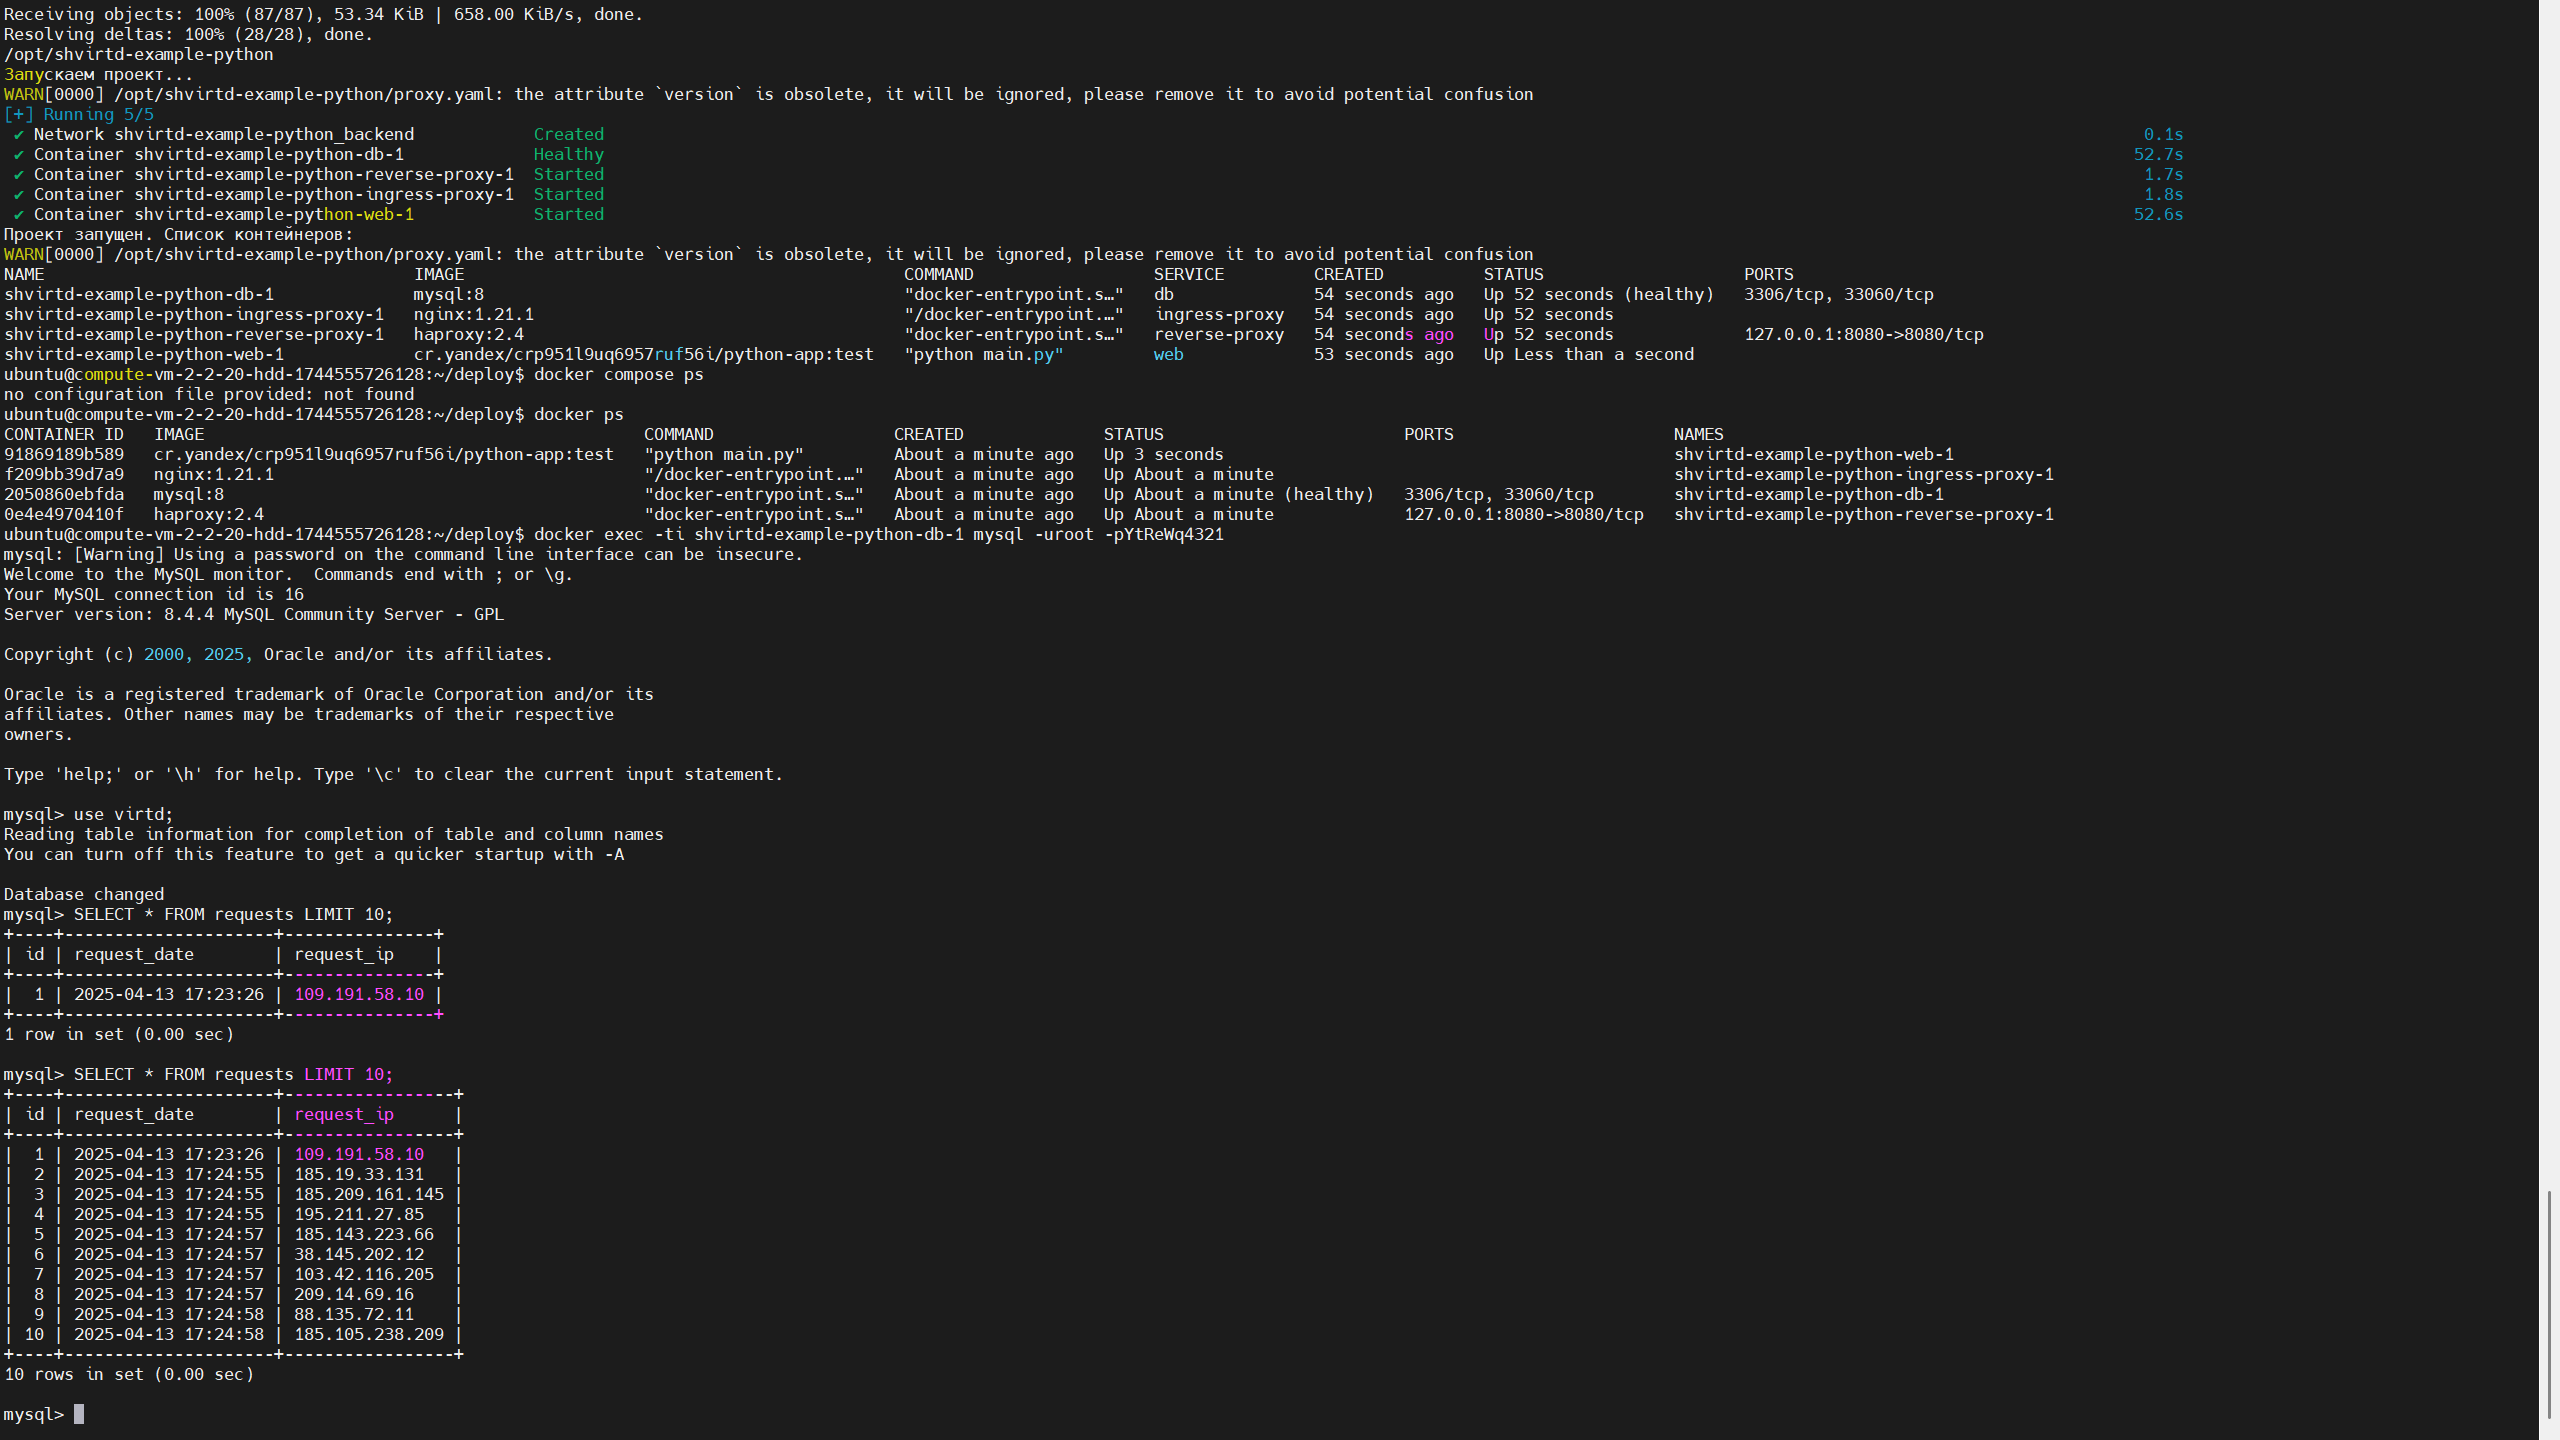 Receiving objects: 100% (87/87), 53.34 KiB | 658.00 KiB/s, done.
Resolving deltas: 100% (28/28), done.
/opt/shvirtd-example-python
Запускаем проект...
WARN[0000] /opt/shvirtd-example-python/proxy.yaml: the attribute `version` is obsolete, it will be ignored, please remove it to avoid potential confusion
[+] Running 5/5
 ✔ Network shvirtd-example-python_backend            Created 0.1s
 ✔ Container shvirtd-example-python-db-1             Healthy 52.7s
 ✔ Container shvirtd-example-python-reverse-proxy-1  Started 1.7s
 ✔ Container shvirtd-example-python-ingress-proxy-1  Started 1.8s
 ✔ Container shvirtd-example-python-web-1            Started 52.6s
Проект запущен. Список контейнеров:
WARN[0000] /opt/shvirtd-example-python/proxy.yaml: the attribute `version` is obsolete, it will be ignored, please remove it to avoid potential confusion
NAME                                     IMAGE                                            COMMAND                  SERVICE         CREATED          STATUS                    PORTS
shvirtd-example-python-db-1              mysql:8                                          "docker-entrypoint.s…"   db              54 seconds ago   Up 52 seconds (healthy)   3306/tcp, 33060/tcp
shvirtd-example-python-ingress-proxy-1   nginx:1.21.1                                     "/docker-entrypoint.…"   ingress-proxy   54 seconds ago   Up 52 seconds
shvirtd-example-python-reverse-proxy-1   haproxy:2.4                                      "docker-entrypoint.s…"   reverse-proxy   54 seconds ago   Up 52 seconds             127.0.0.1:8080->8080/tcp
shvirtd-example-python-web-1             cr.yandex/crp951l9uq6957ruf56i/python-app:test   "python main.py"         web             53 seconds ago   Up Less than a second
ubuntu@compute-vm-2-2-20-hdd-1744555726128:~/deploy$ docker compose ps
no configuration file provided: not found
ubuntu@compute-vm-2-2-20-hdd-1744555726128:~/deploy$ docker ps
CONTAINER ID   IMAGE                                            COMMAND                  CREATED              STATUS                        PORTS                      NAMES
91869189b589   cr.yandex/crp951l9uq6957ruf56i/python-app:test   "python main.py"         About a minute ago   Up 3 seconds                                             shvirtd-example-python-web-1
f209bb39d7a9   nginx:1.21.1                                     "/docker-entrypoint.…"   About a minute ago   Up About a minute                                        shvirtd-example-python-ingress-proxy-1
2050860ebfda   mysql:8                                          "docker-entrypoint.s…"   About a minute ago   Up About a minute (healthy)   3306/tcp, 33060/tcp        shvirtd-example-python-db-1
0e4e4970410f   haproxy:2.4                                      "docker-entrypoint.s…"   About a minute ago   Up About a minute             127.0.0.1:8080->8080/tcp   shvirtd-example-python-reverse-proxy-1
ubuntu@compute-vm-2-2-20-hdd-1744555726128:~/deploy$ docker exec -ti shvirtd-example-python-db-1 mysql -uroot -pYtReWq4321
mysql: [Warning] Using a password on the command line interface can be insecure.
Welcome to the MySQL monitor.  Commands end with ; or \g.
Your MySQL connection id is 16
Server version: 8.4.4 MySQL Community Server - GPL

Copyright (c) 2000, 2025, Oracle and/or its affiliates.

Oracle is a registered trademark of Oracle Corporation and/or its
affiliates. Other names may be trademarks of their respective
owners.

Type 'help;' or '\h' for help. Type '\c' to clear the current input statement.

mysql> use virtd;
Reading table information for completion of table and column names
You can turn off this feature to get a quicker startup with -A

Database changed
mysql> SELECT * FROM requests LIMIT 10;
+----+---------------------+---------------+
| id | request_date        | request_ip    |
+----+---------------------+---------------+
|  1 | 2025-04-13 17:23:26 | 109.191.58.10 |
+----+---------------------+---------------+
1 row in set (0.00 sec)

mysql> SELECT * FROM requests LIMIT 10;
+----+---------------------+-----------------+
| id | request_date        | request_ip      |
+----+---------------------+-----------------+
|  1 | 2025-04-13 17:23:26 | 109.191.58.10   |
|  2 | 2025-04-13 17:24:55 | 185.19.33.131   |
|  3 | 2025-04-13 17:24:55 | 185.209.161.145 |
|  4 | 2025-04-13 17:24:55 | 195.211.27.85   |
|  5 | 2025-04-13 17:24:57 | 185.143.223.66  |
|  6 | 2025-04-13 17:24:57 | 38.145.202.12   |
|  7 | 2025-04-13 17:24:57 | 103.42.116.205  |
|  8 | 2025-04-13 17:24:57 | 209.14.69.16    |
|  9 | 2025-04-13 17:24:58 | 88.135.72.11    |
| 10 | 2025-04-13 17:24:58 | 185.105.238.209 |
+----+---------------------+-----------------+
10 rows in set (0.00 sec)

mysql>